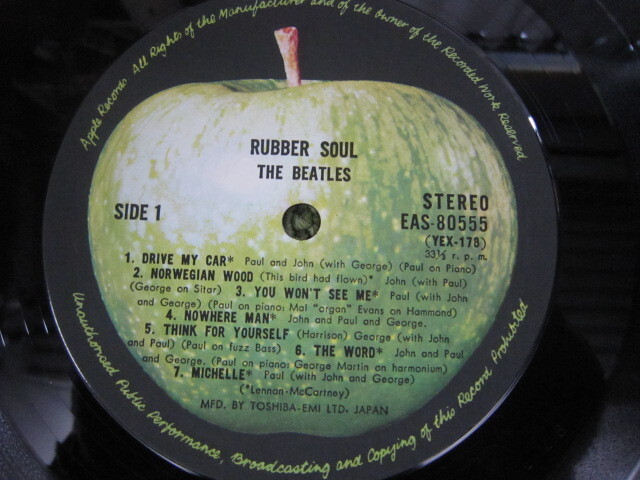 Apple Records All Rights of the Manufacturer and of the Owner of the Recorded Work Reserved
RUBBER SOUL
THE BEATLES
SIDE 1
STEREO
EAS-80555
(YEX-178)
33⅓ r. p. m.
1. DRIVE MY CAR* Paul and John (with George) (Paul on Piano)
2. NORWEGIAN WOOD (This bird had flown)* John (with Paul)
(George on Sitar) 3. YOU WON'T SEE ME* Paul (with John
and George) (Paul on piano: Mal "organ" Evans on Hammond)
4. NOWHERE MAN* John and Paul and George.
5. THINK FOR YOURSELF (Harrison) George (with John
and Paul) (Paul on fuzz Bass) 6. THE WORD* John and Paul
and George. (Paul on piano: George Martin on harmonium)
7. MICHELLE* Paul (with John and George)
(*Lennan-McCartney)
MFD. BY TOSHIBA-EMI LTD, JAPAN
Unauthorized Public Performance, Broadcasting and Copying of this Record Prohibited